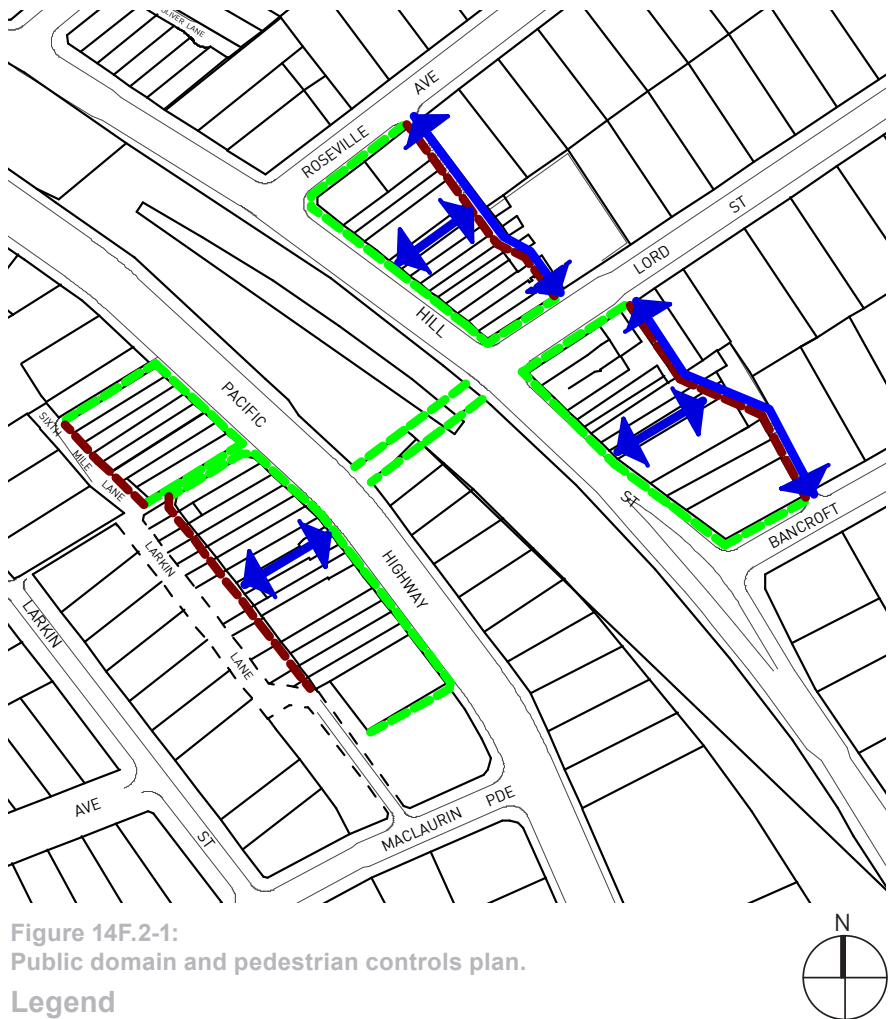 OLIVER LANE
ROSEVILLE AVE
LORD ST
HILL ST
PACIFIC HIGHWAY
SIXTH MILE LANE
LARKIN LANE
BANCROFT
LARKIN ST
AVE
MACLAURIN PDE
Figure 14F.2-1:
Public domain and pedestrian controls plan.
Legend
N